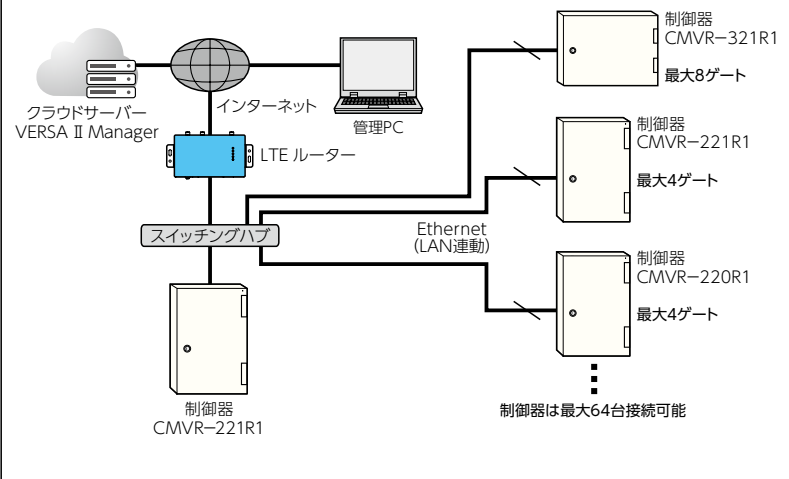 クラウドサーバー
VERSA Ⅱ Manager
インターネット
管理PC
LTE ルーター
スイッチングハブ
制御器
CMVR−221R1
Ethernet
(LAN連動)
制御器
CMVR−321R1
最大8ゲート
制御器
CMVR−221R1
最大4ゲート
制御器
CMVR−220R1
最大4ゲート
制御器は最大64台接続可能